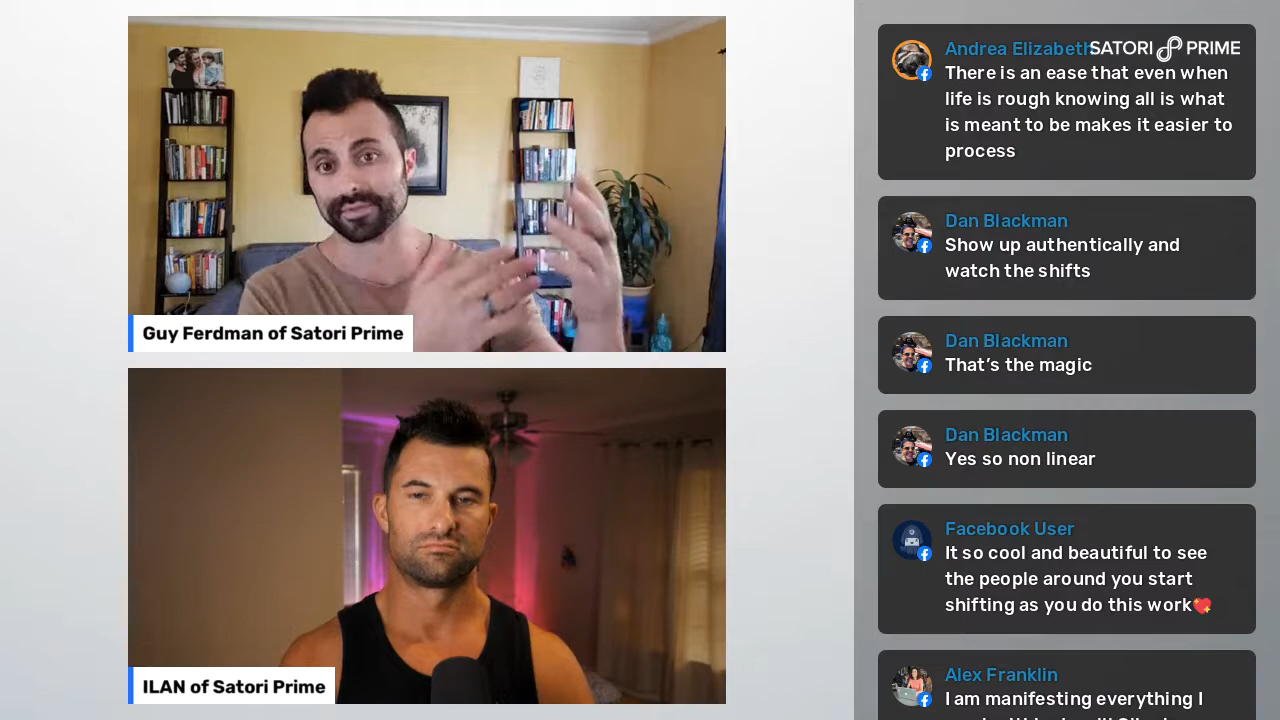 Guy Ferdman of Satori Prime
ILAN of Satori Prime
SATORI PRIME
Andrea Elizabeth
There is an ease that even when
life is rough knowing all is what
is meant to be makes it easier to
process
Dan Blackman
Show up authentically and
watch the shifts
Dan Blackman
That’s the magic
Dan Blackman
Yes so non linear
Facebook User
It so cool and beautiful to see
the people around you start
shifting as you do this work💖
Alex Franklin
I am manifesting everything I